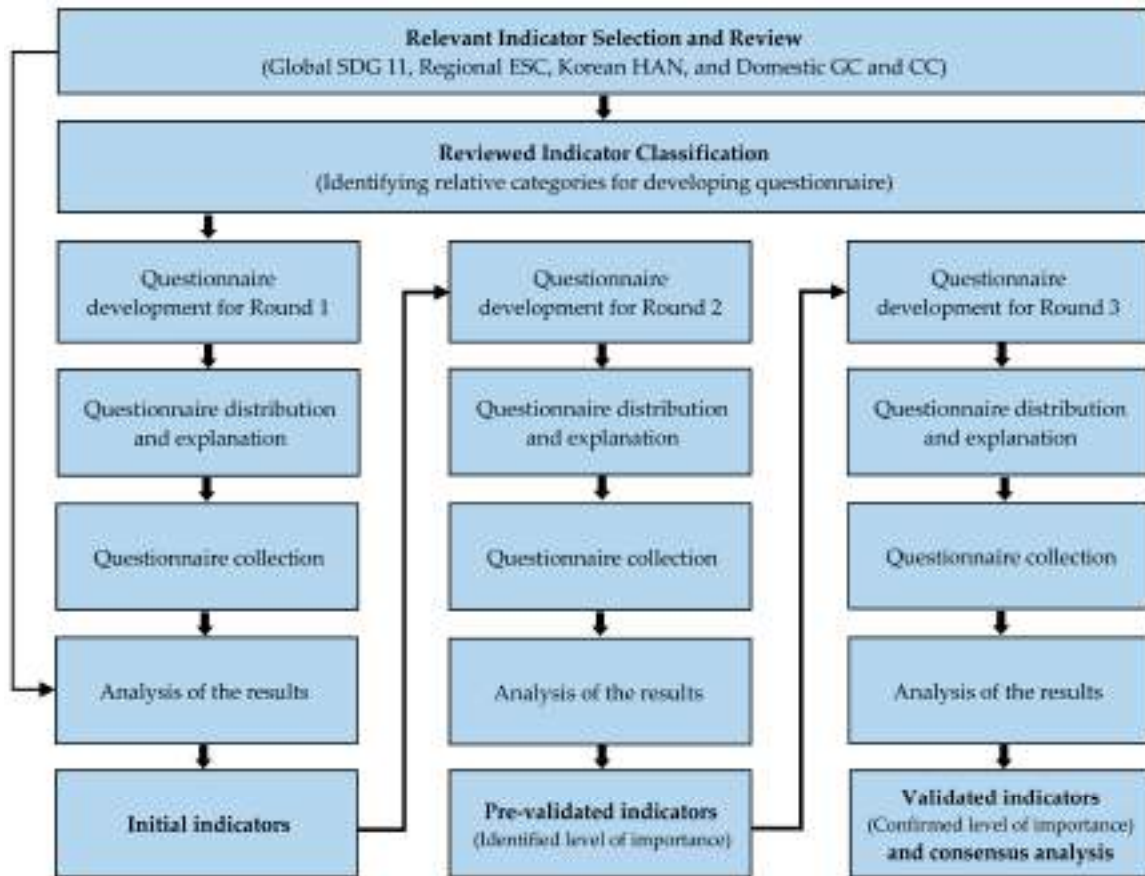 Relevant Indicator Selection and Review
(Global SDG 11, Regional ESC, Korean HAN, and Domestic GC and CC)
Reviewed Indicator Classification
(Identifying relative categories for developing questionnaire)
Questionnaire
development for Round 1
Questionnaire distribution
and explanation
Questionnaire collection
Analysis of the results
Initial indicators
Questionnaire
development for Round 2
Questionnaire distribution
and explanation
Questionnaire collection
Analysis of the results
Pre-validated indicators
(Identified level of importance)
Questionnaire
development for Round 3
Questionnaire distribution
and explanation
Questionnaire collection
Analysis of the results
Validated indicators
(Confirmed level of importance)
and consensus analysis